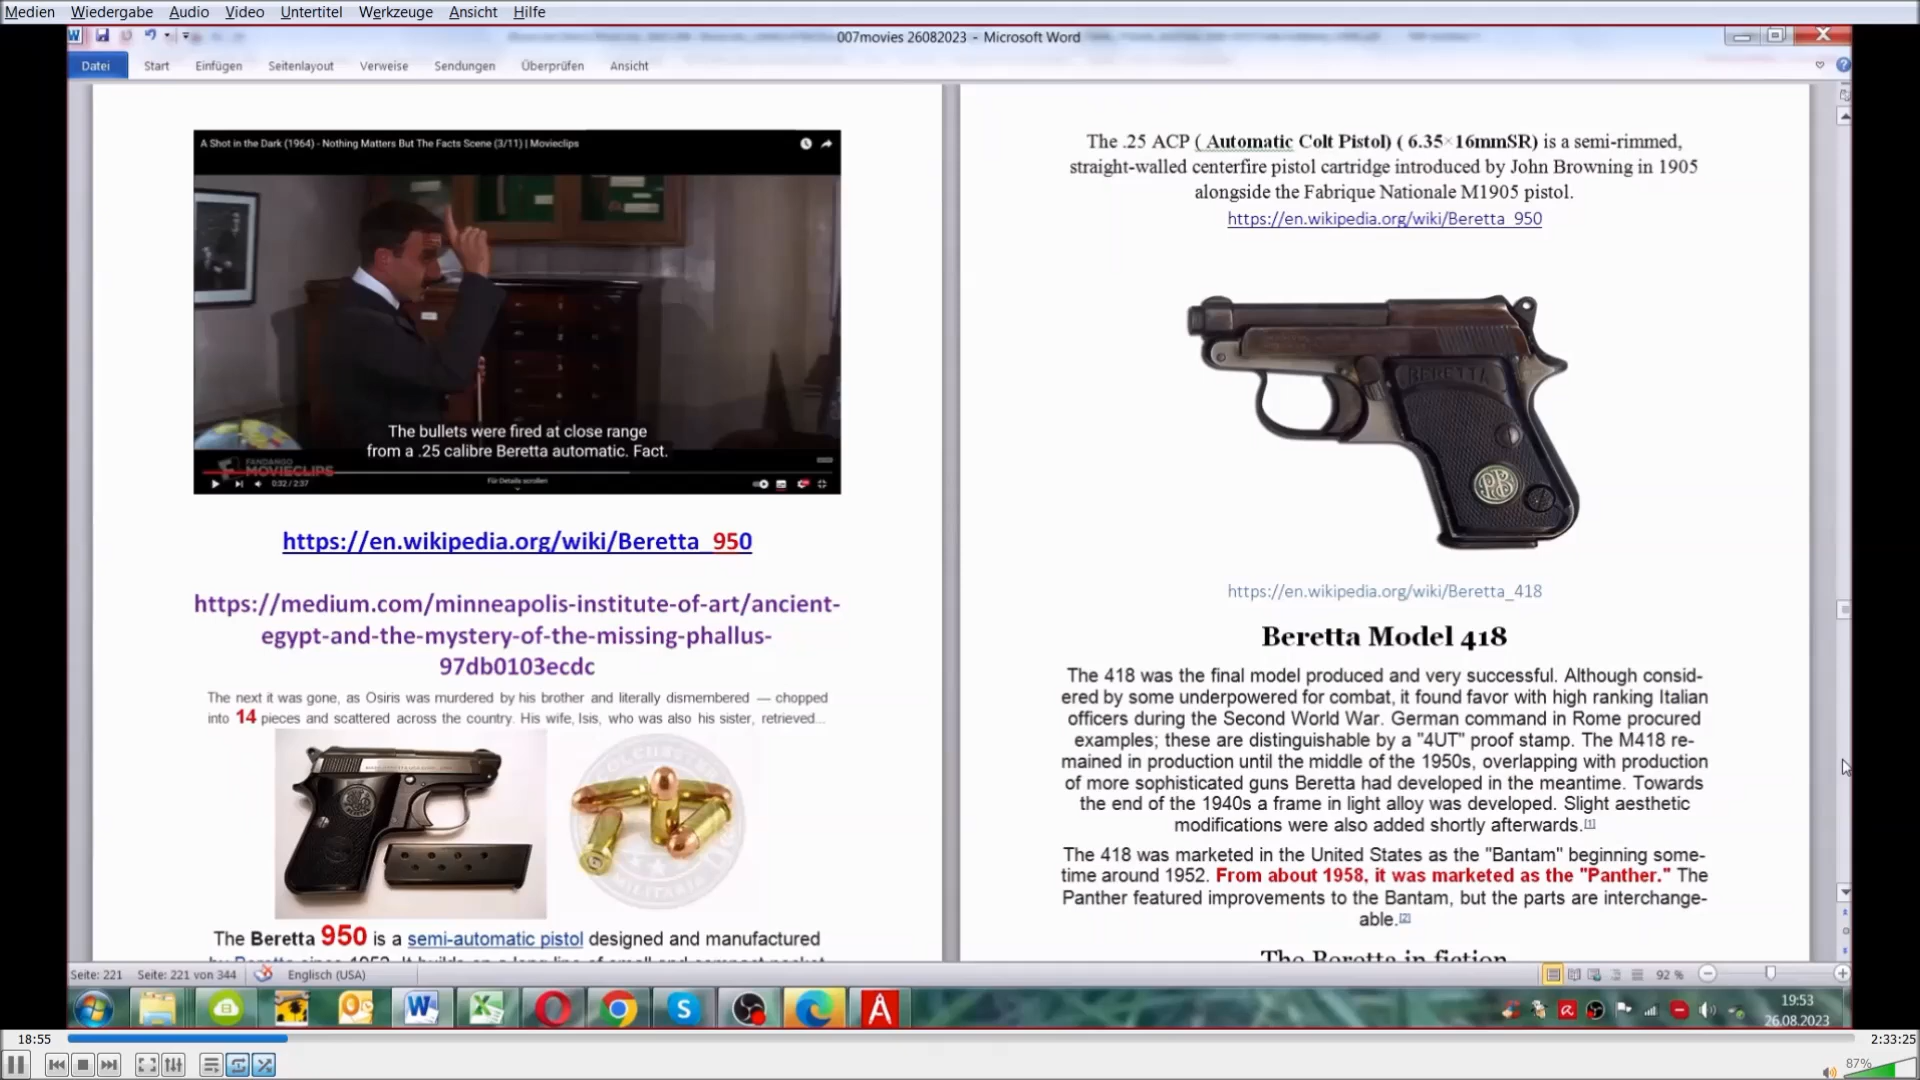 Medien Wiedergabe Audio Video Untertitel Werkzeuge Ansicht Hilfe
007movies 26082023 - Microsoft Word
Datei Start Einfügen Seitenlayout Verweise Sendungen Überprüfen Ansicht
A Shot in the Dark (1964) - Nothing Matters But The Facts Scene (3/11) | Movieclips
The bullets were fired at close range
from a .25 calibre Beretta automatic. Fact.
FANDANGO
MOVIECLIPS
0:32 / 2:37
Für Details scrollen
https://en.wikipedia.org/wiki/Beretta_950
https://medium.com/minneapolis-institute-of-art/ancient-
egypt-and-the-mystery-of-the-missing-phallus-
97db0103ecdc
The next it was gone, as Osiris was murdered by his brother and literally dismembered — chopped
into 14 pieces and scattered across the country. His wife, Isis, who was also his sister, retrieved...
The Beretta 950 is a semi-automatic pistol designed and manufactured
The .25 ACP ( Automatic Colt Pistol) ( 6.35×16mmSR) is a semi-rimmed,
straight-walled centerfire pistol cartridge introduced by John Browning in 1905
alongside the Fabrique Nationale M1905 pistol.
https://en.wikipedia.org/wiki/Beretta_950
BERETTA
PB
https://en.wikipedia.org/wiki/Beretta_418
Beretta Model 418
The 418 was the final model produced and very successful. Although consid-
ered by some underpowered for combat, it found favor with high ranking Italian
officers during the Second World War. German command in Rome procured
examples; these are distinguishable by a "4UT" proof stamp. The M418 re-
mained in production until the middle of the 1950s, overlapping with production
of more sophisticated guns Beretta had developed in the meantime. Towards
the end of the 1940s a frame in light alloy was developed. Slight aesthetic
modifications were also added shortly afterwards.[1]
The 418 was marketed in the United States as the "Bantam" beginning some-
time around 1952. From about 1958, it was marketed as the "Panther." The
Panther featured improvements to the Bantam, but the parts are interchange-
able.[2]
The Beretta in fiction
Seite: 221 Seite: 221 von 344 Englisch (USA) 92 %
19:53
26.08.2023
18:55 2:33:25
87%